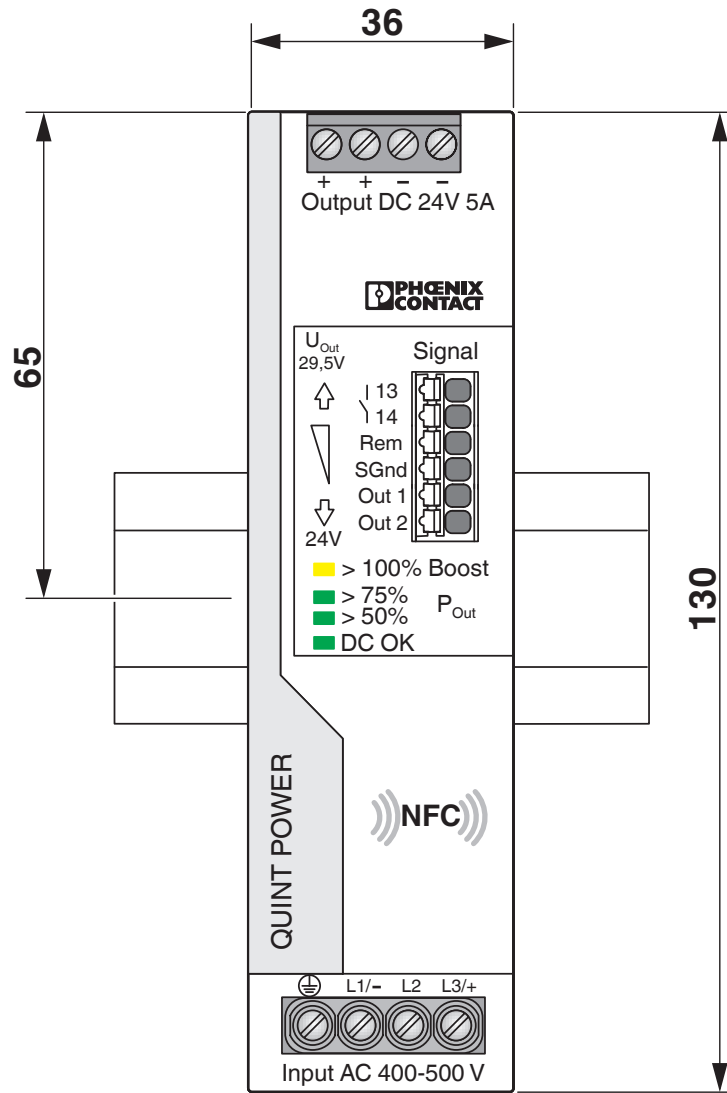 36
65
130
+ + − −
Output DC 24V 5A
PHŒNIX
CONTACT
U Out
29,5V
24V
Signal
13
14
Rem
SGnd
Out 1
Out 2
> 100% Boost
> 75%
> 50%
P Out
DC OK
QUINT POWER
NFC
L1/− L2 L3/+
Input AC 400-500 V